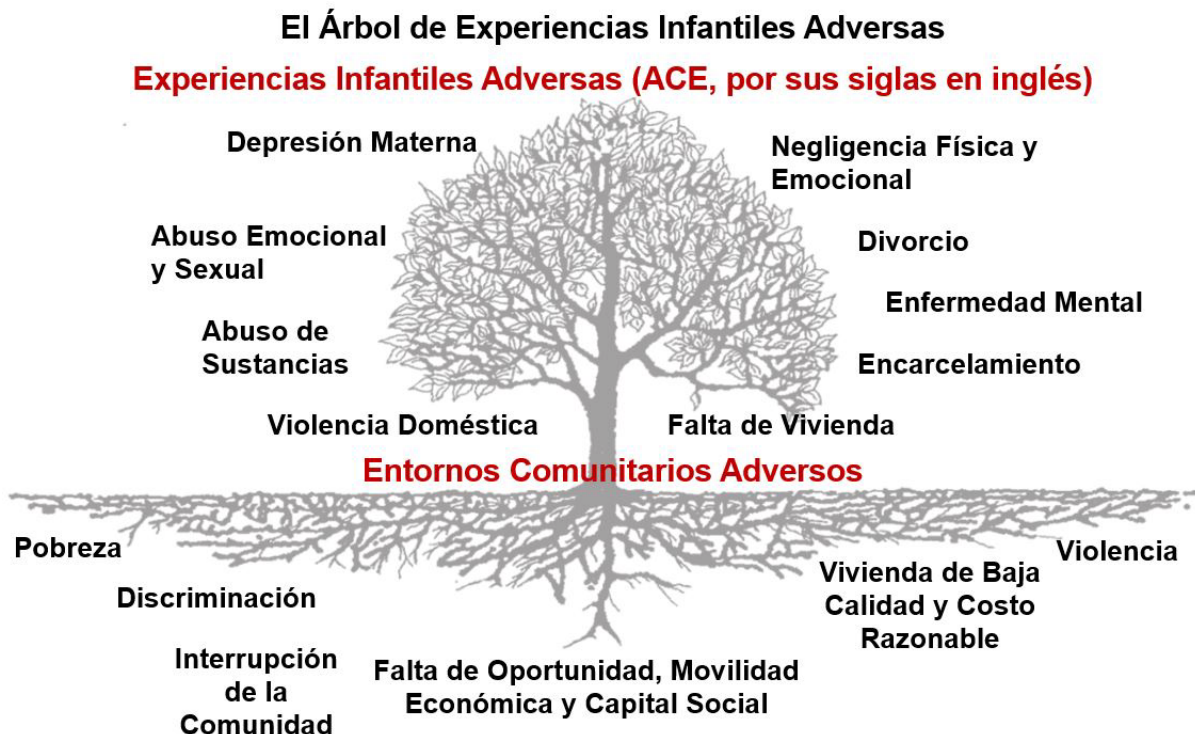 El Árbol de Experiencias Infantiles Adversas
Experiencias Infantiles Adversas (ACE, por sus siglas en inglés)
Depresión Materna
Negligencia Física y
Emocional
Abuso Emocional
y Sexual
Divorcio
Enfermedad Mental
Abuso de
Sustancias
Encarcelamiento
Violencia Doméstica
Falta de Vivienda
Entornos Comunitarios Adversos
Pobreza
Violencia
Discriminación
Vivienda de Baja
Calidad y Costo
Razonable
Interrupción
de la
Comunidad
Falta de Oportunidad, Movilidad
Económica y Capital Social